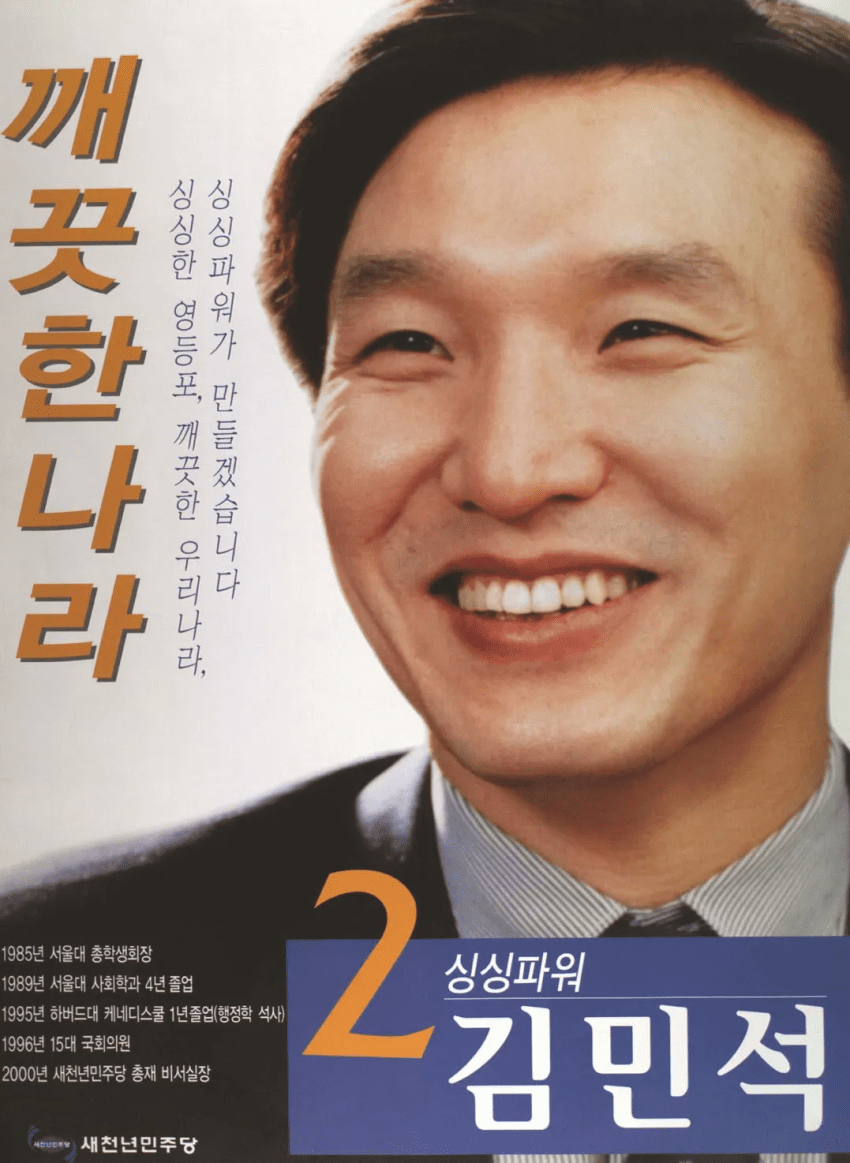 깨끗한나라
싱싱한 영등포, 깨끗한 우리나라,
싱싱파워가 만들겠습니다
1985년 서울대 총학생회장
1989년 서울대 사회학과 4년 졸업
1995년 하버드대 케네디스쿨 1년졸업(행정학 석사)
1996년 15대 국회의원
2000년 새천년민주당 총재 비서실장
새천년민주당
새천년민주당
2
싱싱파워
김민석